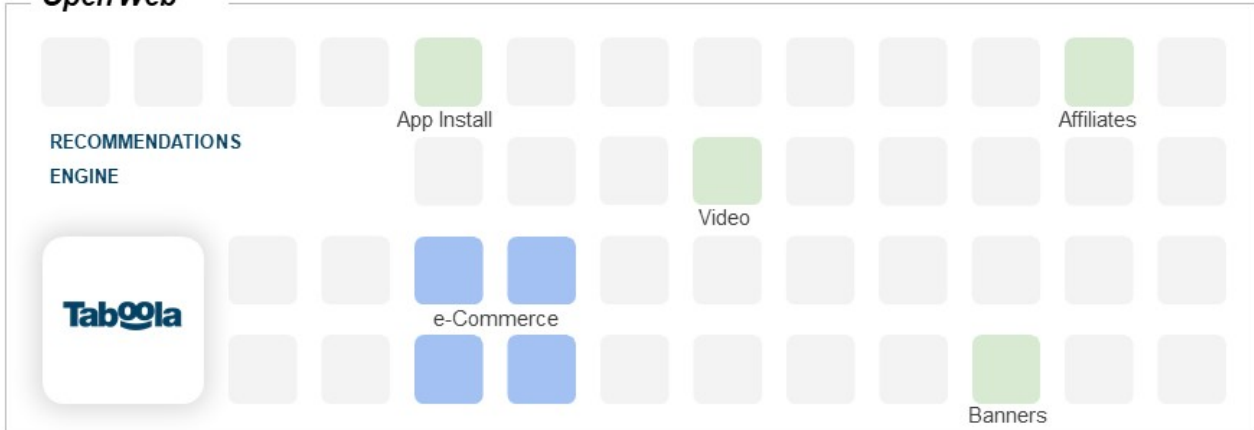 Open Web
App Install
Affiliates
RECOMMENDATIONS
ENGINE
Video
Taboola
e-Commerce
Banners